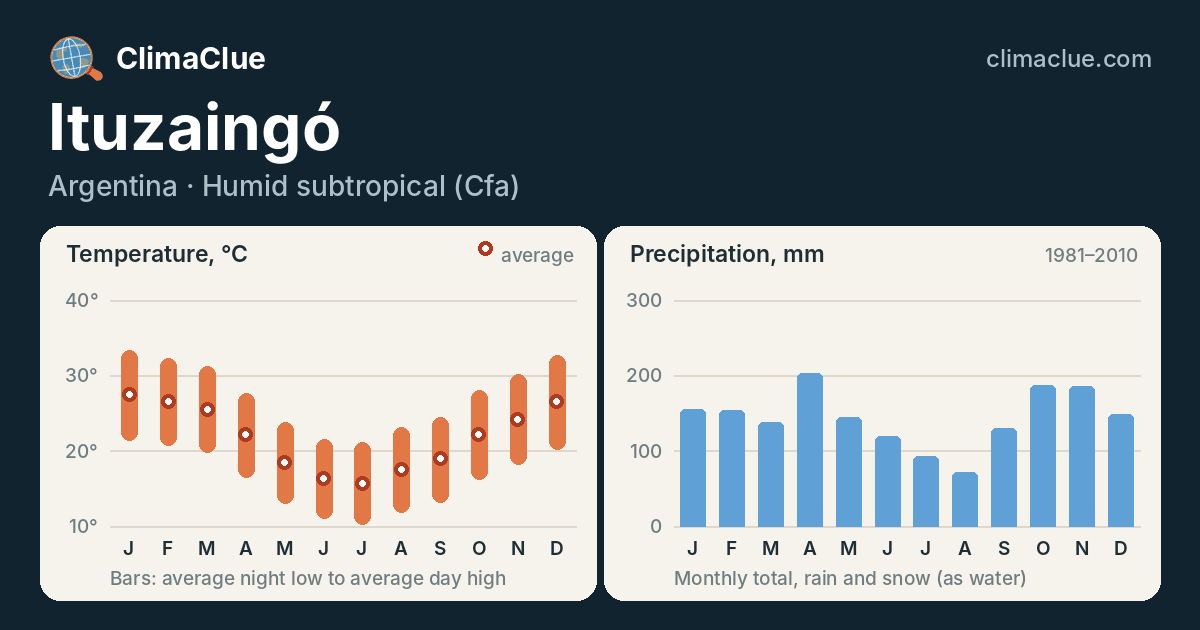 ClimaClue
climaclue.com
Ituzaingó
Argentina · Humid subtropical (Cfa)
Temperature, °C
average
40°
30°
20°
10°
J F M A M J J A S O N D
Bars: average night low to average day high
Precipitation, mm
1981–2010
300
200
100
0
J F M A M J J A S O N D
Monthly total, rain and snow (as water)